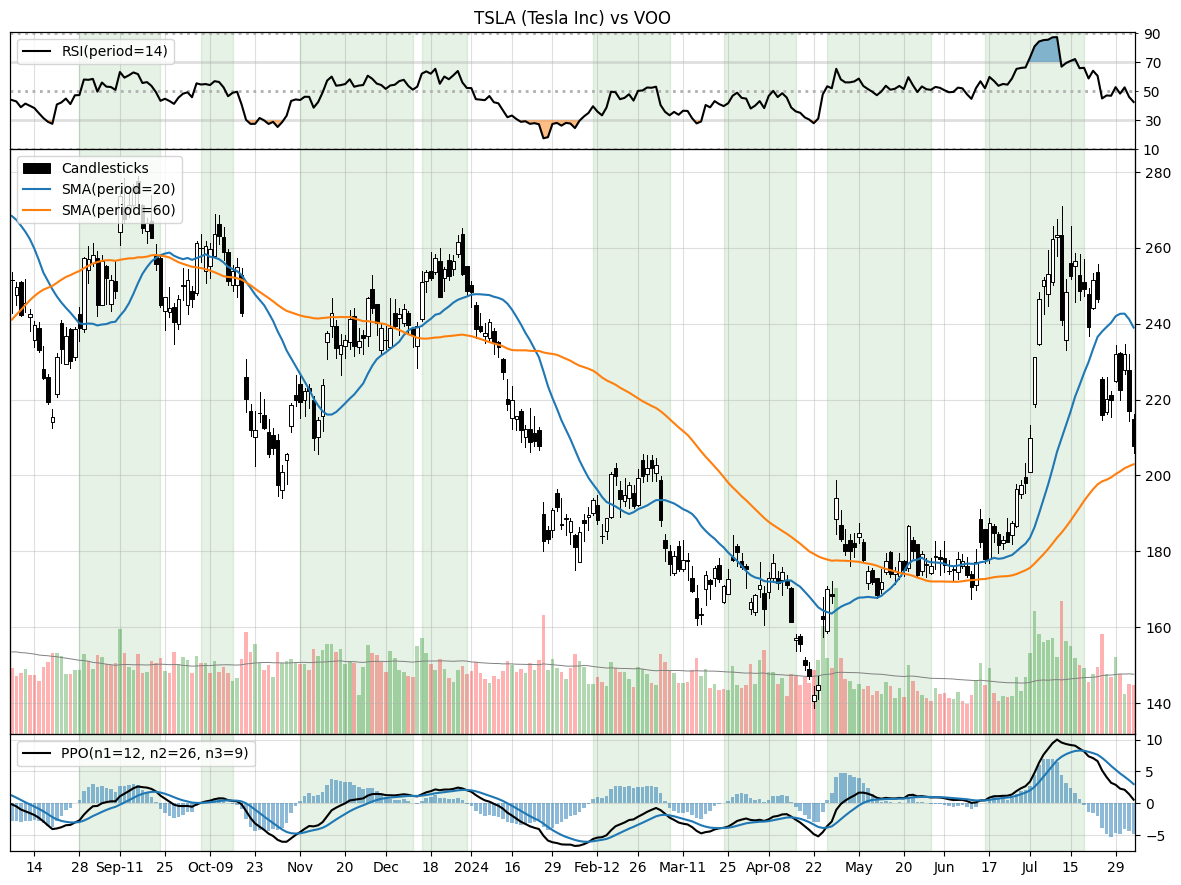 TSLA (Tesla Inc) vs VOO
RSI(period=14)
90
70
50
30
10
Candlesticks
SMA(period=20)
SMA(period=60)
280
260
240
220
200
180
160
140
PPO(n1=12, n2=26, n3=9)
10
5
0
−5
14 28 Sep-11 25 Oct-09 23 Nov 20 Dec 18 2024 16 29 Feb-12 26 Mar-11 25 Apr-08 22 May 20 Jun 17 Jul 15 29